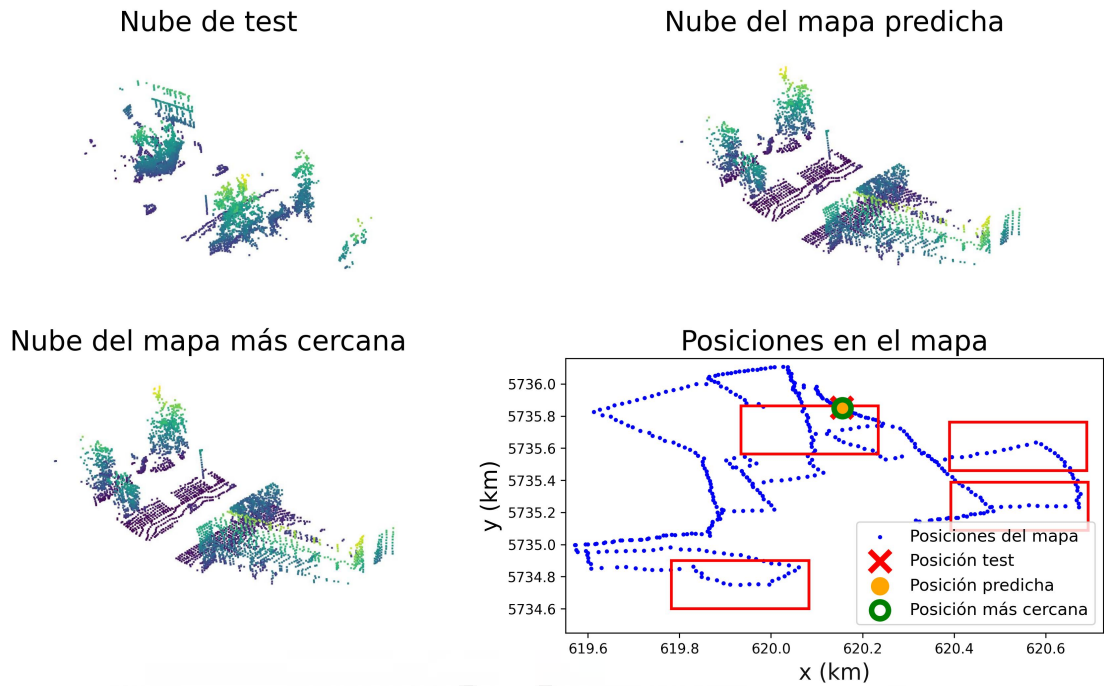 Nube de test
Nube del mapa predicha
Nube del mapa más cercana
Posiciones en el mapa
y (km)
5736.0
5735.8
5735.6
5735.4
5735.2
5735.0
5734.8
5734.6
Posiciones del mapa
Posición test
Posición predicha
Posición más cercana
619.6 619.8 620.0 620.2 620.4 620.6
x (km)